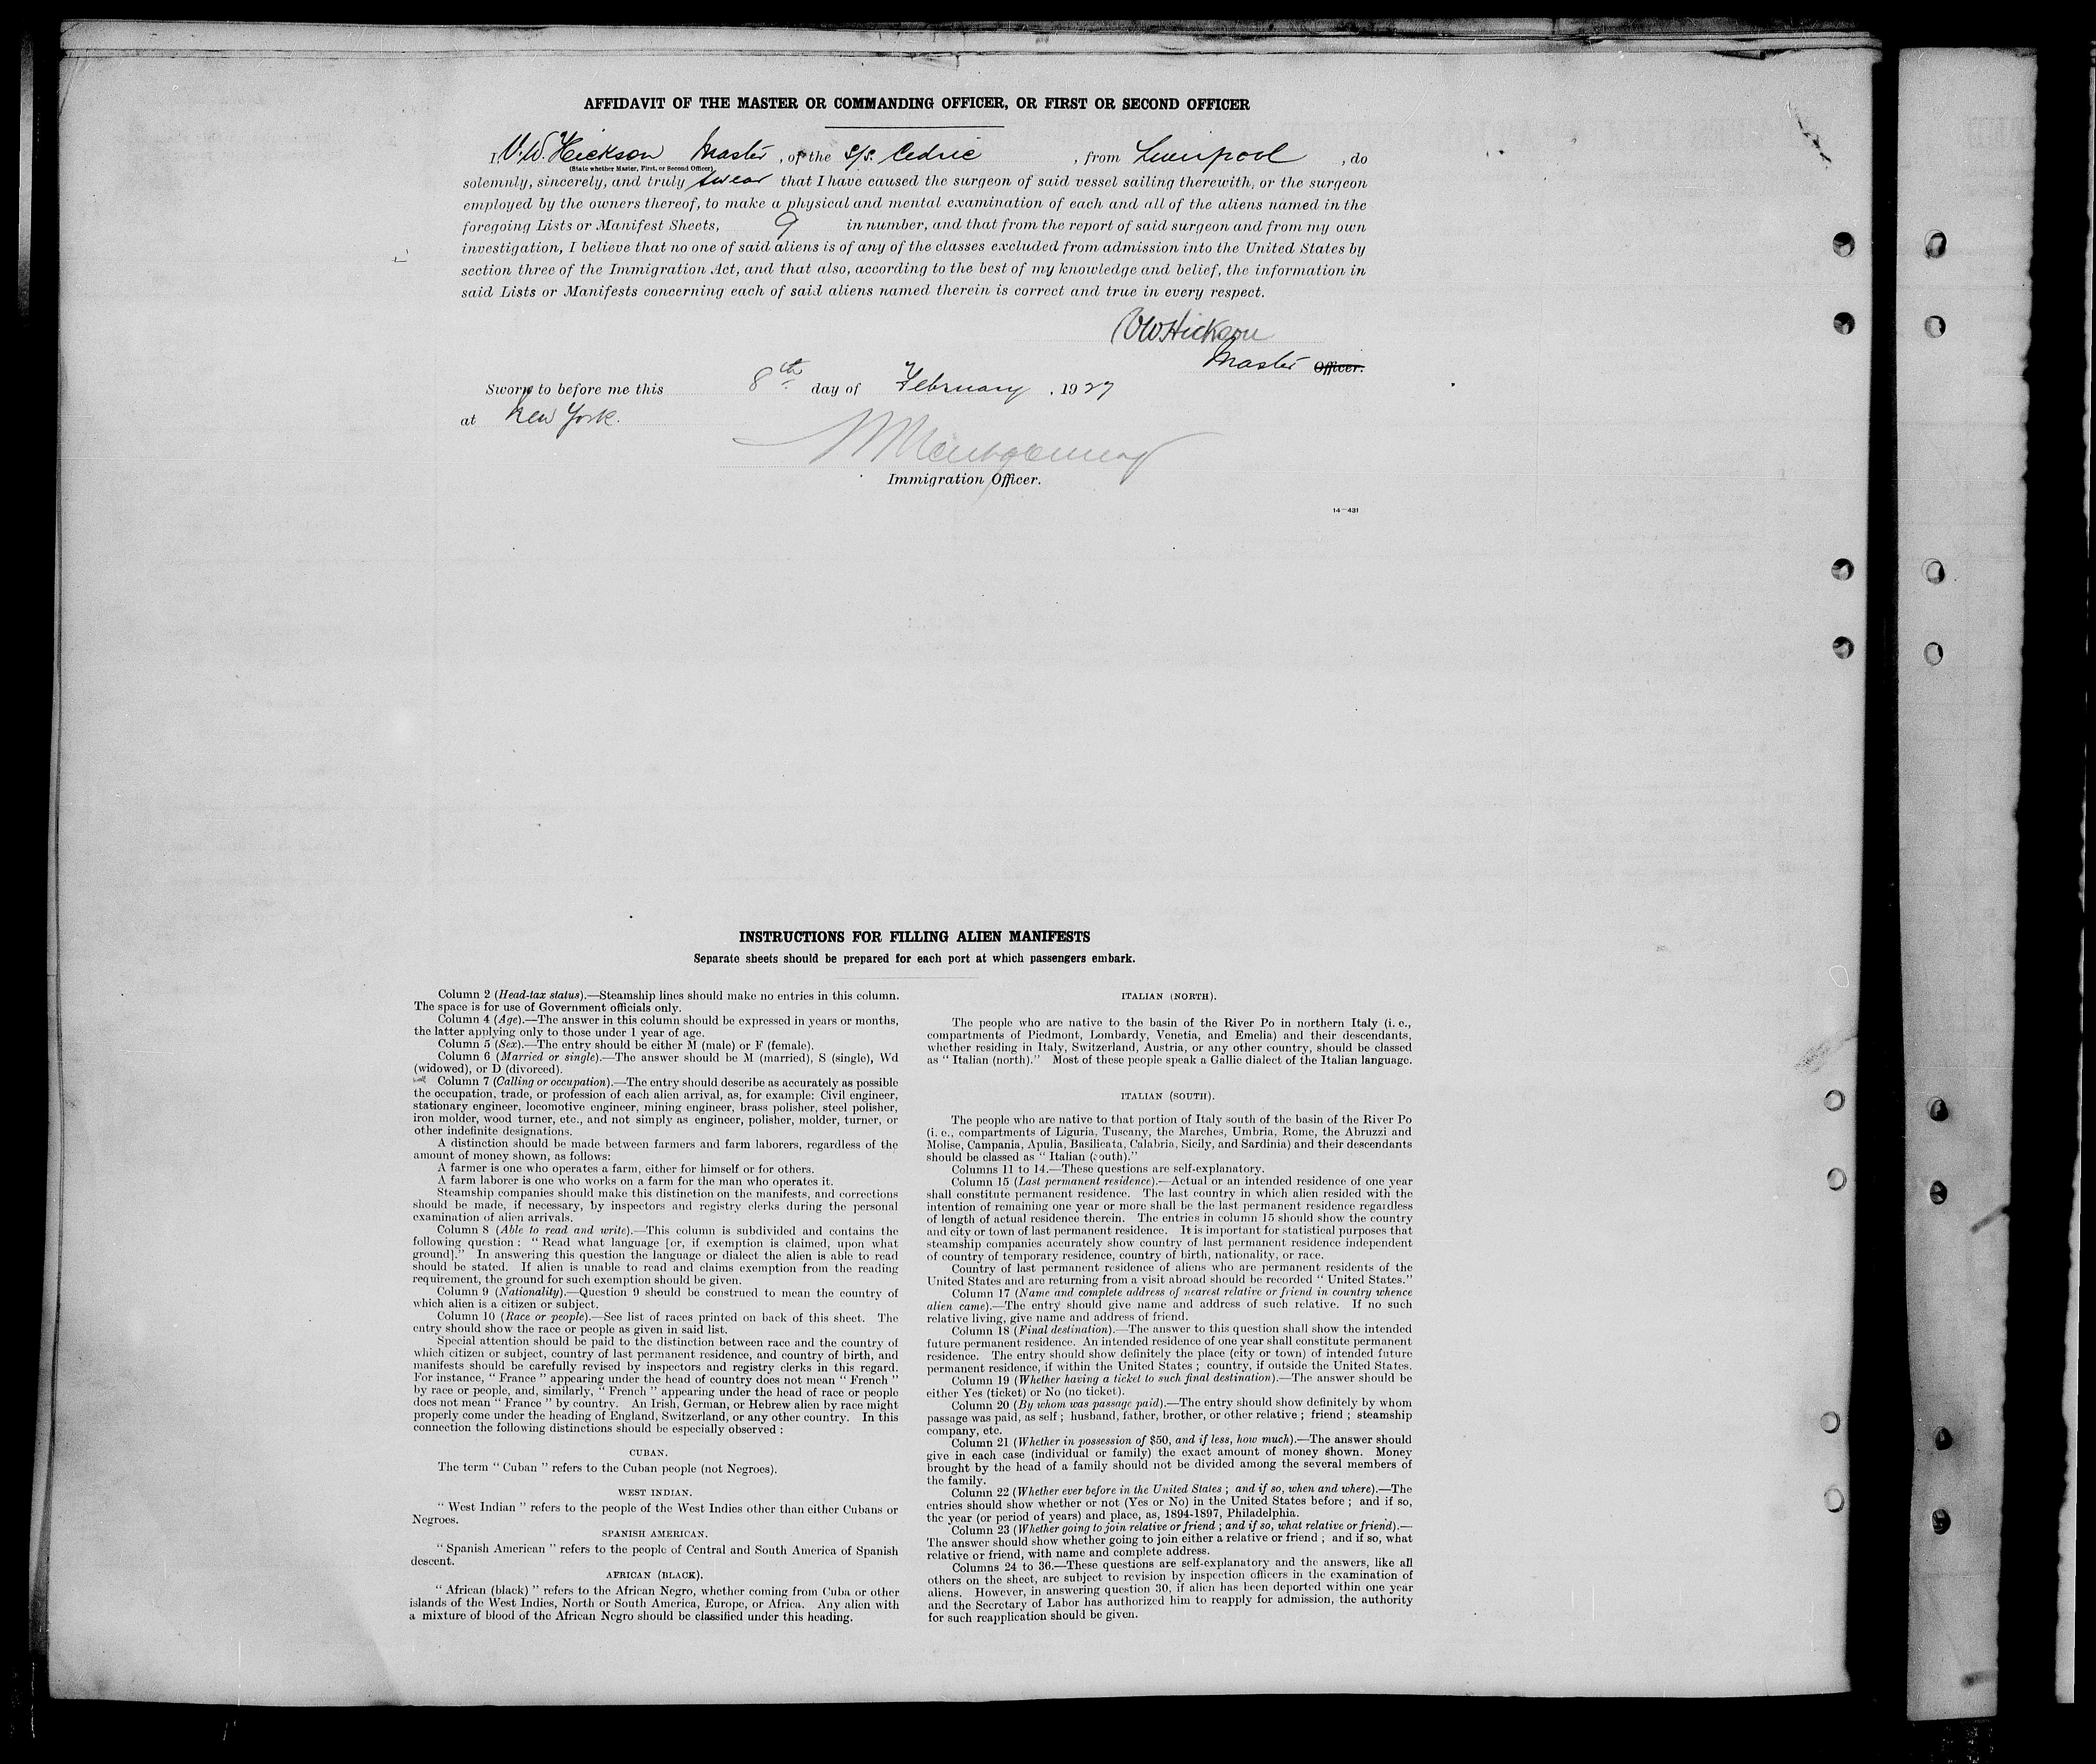 AFFIDAVIT OF THE MASTER OR COMMANDING OFFICER, OR FIRST OR SECOND OFFICER
I, V.W. Hickson Master, of the S/S. Cedric, from Liverpool, do
(State whether Master, First, or Second Officer)
solemnly, sincerely, and truly swear that I have caused the surgeon of said vessel sailing therewith, or the surgeon
employed by the owners thereof, to make a physical and mental examination of each and all of the aliens named in the
foregoing Lists or Manifest Sheets, 9 in number, and that from the report of said surgeon and from my own
investigation, I believe that no one of said aliens is of any of the classes excluded from admission into the United States by
section three of the Immigration Act, and that also, according to the best of my knowledge and belief, the information in
said Lists or Manifests concerning each of said aliens named therein is correct and true in every respect.
VW Hickson
Master Officer.
Sworn to before me this 8th day of February, 1927
at New York.
Montgomery
Immigration Officer.
14—431
INSTRUCTIONS FOR FILLING ALIEN MANIFESTS
Separate sheets should be prepared for each port at which passengers embark.
Column 2 (Head-tax status).—Steamship lines should make no entries in this column.
The space is for use of Government officials only.
Column 4 (Age).—The answer in this column should be expressed in years or months,
the latter applying only to those under 1 year of age.
Column 5 (Sex).—The entry should be either M (male) or F (female).
Column 6 (Married or single).—The answer should be M (married), S (single), Wd
(widowed), or D (divorced).
Column 7 (Calling or occupation).—The entry should describe as accurately as possible
the occupation, trade, or profession of each alien arrival, as, for example: Civil engineer,
stationary engineer, locomotive engineer, mining engineer, brass polisher, steel polisher,
iron molder, wood turner, etc., and not simply as engineer, polisher, molder, turner, or
other indefinite designations.
A distinction should be made between farmers and farm laborers, regardless of the
amount of money shown, as follows:
A farmer is one who operates a farm, either for himself or for others.
A farm laborer is one who works on a farm for the man who operates it.
Steamship companies should make this distinction on the manifests, and corrections
should be made, if necessary, by inspectors and registry clerks during the personal
examination of alien arrivals.
Column 8 (Able to read and write).—This column is subdivided and contains the
following question: "Read what language [or, if exemption is claimed, upon what
ground]." In answering this question the language or dialect the alien is able to read
should be stated. If alien is unable to read and claims exemption from the reading
requirement, the ground for such exemption should be given.
Column 9 (Nationality).—Question 9 should be construed to mean the country of
which alien is a citizen or subject.
Column 10 (Race or people).—See list of races printed on back of this sheet. The
entry should show the race or people as given in said list.
Special attention should be paid to the distinction between race and the country of
which citizen or subject, country of last permanent residence, and country of birth, and
manifests should be carefully revised by inspectors and registry clerks in this regard.
For instance, "France" appearing under the head of country does not mean "French"
by race or people, and, similarly, "French" appearing under the head of race or people
does not mean "France" by country. An Irish, German, or Hebrew alien by race might
properly come under the heading of England, Switzerland, or any other country. In this
connection the following distinctions should be especially observed:
CUBAN.
The term "Cuban" refers to the Cuban people (not Negroes).
WEST INDIAN.
"West Indian" refers to the people of the West Indies other than either Cubans or
Negroes.
SPANISH AMERICAN.
"Spanish American" refers to the people of Central and South America of Spanish
descent.
AFRICAN (BLACK).
"African (black)" refers to the African Negro, whether coming from Cuba or other
islands of the West Indies, North or South America, Europe, or Africa. Any alien with
a mixture of blood of the African Negro should be classified under this heading.
ITALIAN (NORTH).
The people who are native to the basin of the River Po in northern Italy (i. e.,
compartments of Piedmont, Lombardy, Venetia, and Emelia) and their descendants,
whether residing in Italy, Switzerland, Austria, or any other country, should be classed
as "Italian (north)." Most of these people speak a Gallic dialect of the Italian language.
ITALIAN (SOUTH).
The people who are native to that portion of Italy south of the basin of the River Po
(i. e., compartments of Liguria, Tuscany, the Marches, Umbria, Rome, the Abruzzi and
Molise, Campania, Apulia, Basilicata, Calabria, Sicily, and Sardinia) and their descendants
should be classed as "Italian (south)."
Columns 11 to 14.—These questions are self-explanatory.
Column 15 (Last permanent residence).—Actual or an intended residence of one year
shall constitute permanent residence. The last country in which alien resided with the
intention of remaining one year or more shall be the last permanent residence regardless
of length of actual residence therein. The entries in column 15 should show the country
and city or town of last permanent residence. It is important for statistical purposes that
steamship companies accurately show country of last permanent residence independent
of country of temporary residence, country of birth, nationality, or race.
Country of last permanent residence of aliens who are permanent residents of the
United States and are returning from a visit abroad should be recorded "United States."
Column 17 (Name and complete address of nearest relative or friend in country whence
alien came).—The entry should give name and address of such relative. If no such
relative living, give name and address of friend.
Column 18 (Final destination).—The answer to this question shall show the intended
future permanent residence. An intended residence of one year shall constitute permanent
residence. The entry should show definitely the place (city or town) of intended future
permanent residence, if within the United States; country, if outside the United States.
Column 19 (Whether having a ticket to such final destination).—The answer should be
either Yes (ticket) or No (no ticket).
Column 20 (By whom was passage paid).—The entry should show definitely by whom
passage was paid, as self; husband, father, brother, or other relative; friend; steamship
company, etc.
Column 21 (Whether in possession of $50, and if less, how much).—The answer should
give in each case (individual or family) the exact amount of money shown. Money
brought by the head of a family should not be divided among the several members of
the family.
Column 22 (Whether ever before in the United States; and if so, when and where).—The
entries should show whether or not (Yes or No) in the United States before; and if so,
the year (or period of years) and place, as, 1894-1897, Philadelphia.
Column 23 (Whether going to join relative or friend; and if so, what relative or friend).—
The answer should show whether going to join either a relative or friend; and if so, what
relative or friend, with name and complete address.
Columns 24 to 36.—These questions are self-explanatory and the answers, like all
others on the sheet, are subject to revision by inspection officers in the examination of
aliens. However, in answering question 30, if alien has been deported within one year
and the Secretary of Labor has authorized him to reapply for admission, the authority
for such reapplication should be given.